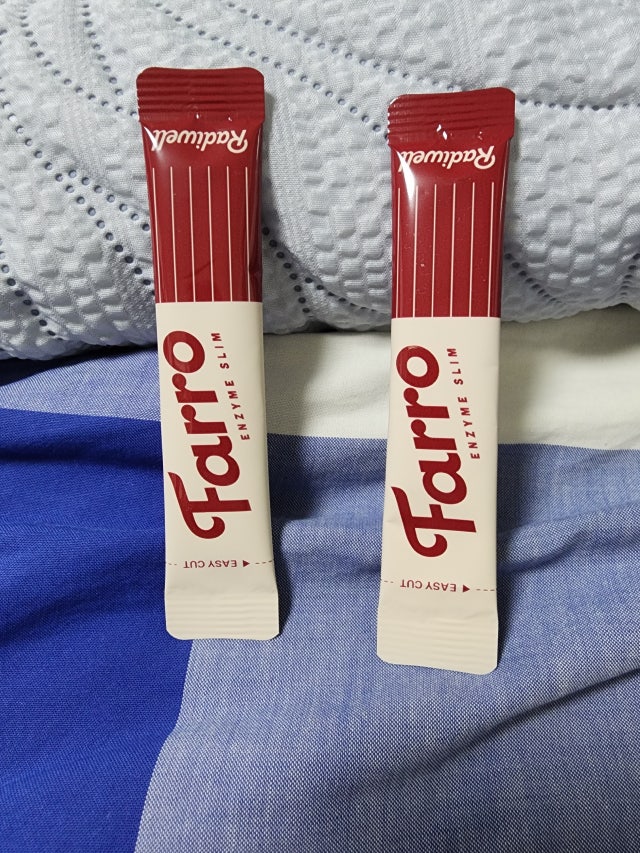 Radiwell
Farro
ENZYME SLIM
◄ EASY CUT
Radiwell
Farro
ENZYME SLIM
◄ EASY CUT